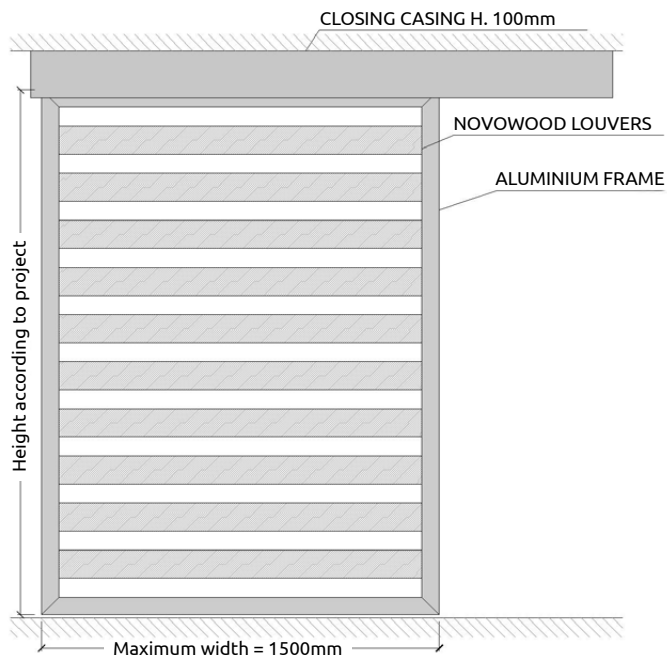 CLOSING CASING H. 100mm
NOVOWOOD LOUVERS
ALUMINIUM FRAME
Height according to project
Maximum width = 1500mm